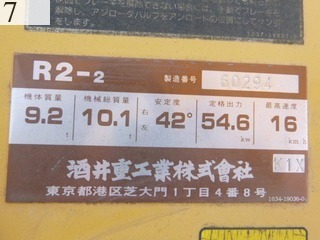 7
R2-2 製造番号 60294
機体質量 機械総質量 安定度 定格出力 最高速度
9.2 t 10.1 t 右左 42° 54.6 kw 16 km/h
酒井重工業株式會社 K1X
東京都港区芝大門1丁目4番8号
1634-19036-0